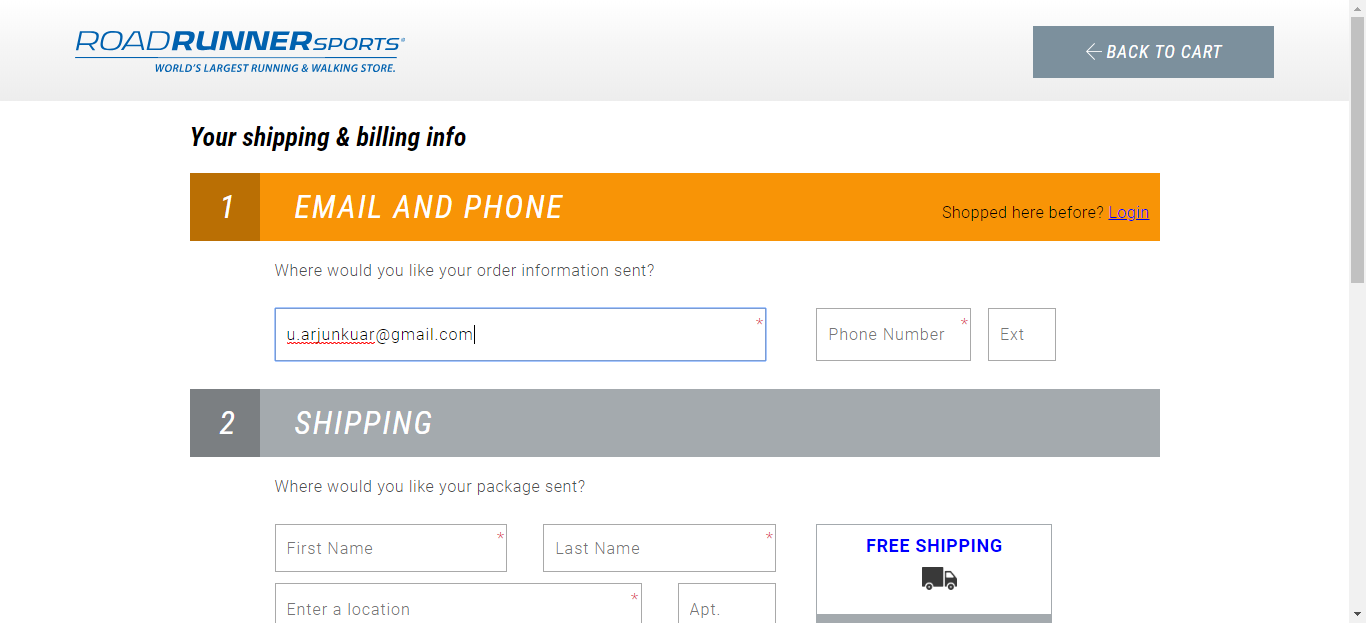 ROADRUNNERSPORTS®
WORLD'S LARGEST RUNNING & WALKING STORE.
BACK TO CART
Your shipping & billing info
1 EMAIL AND PHONE
Shopped here before? Login
Where would you like your order information sent?
u.arjunkuar@gmail.com *
Phone Number *
Ext
2 SHIPPING
Where would you like your package sent?
First Name *
Last Name *
FREE SHIPPING
Enter a location *
Apt.